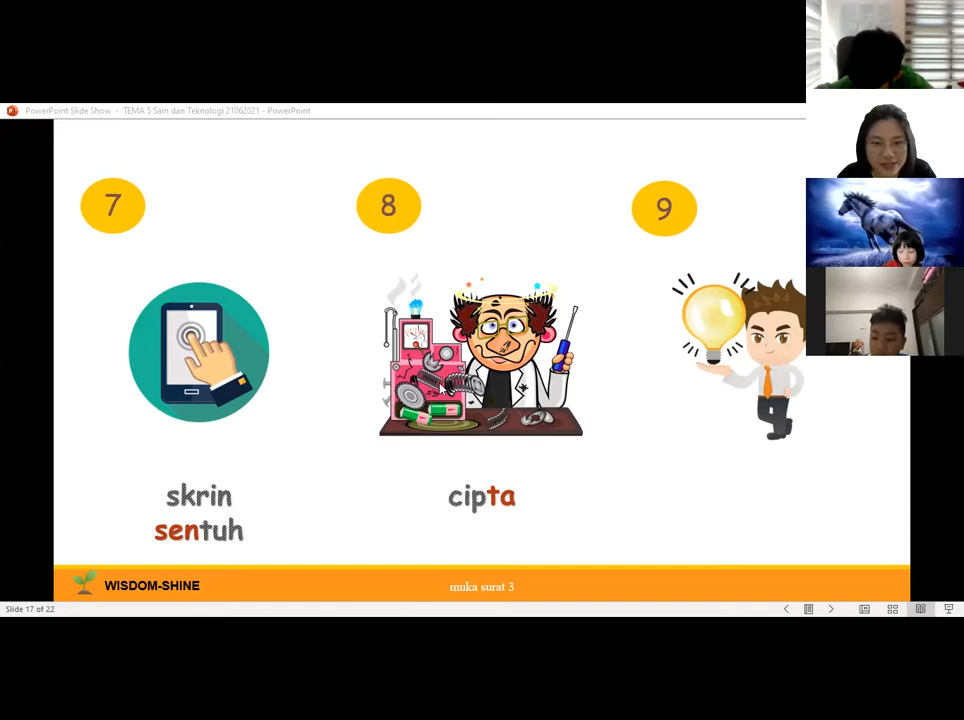 PowerPoint Slide Show - TEMA 5 Sain dan Teknologi 21062021 - PowerPoint
7
8
9
skrin
sentuh
cipta
WISDOM-SHINE
muka surat 3
Slide 17 of 22